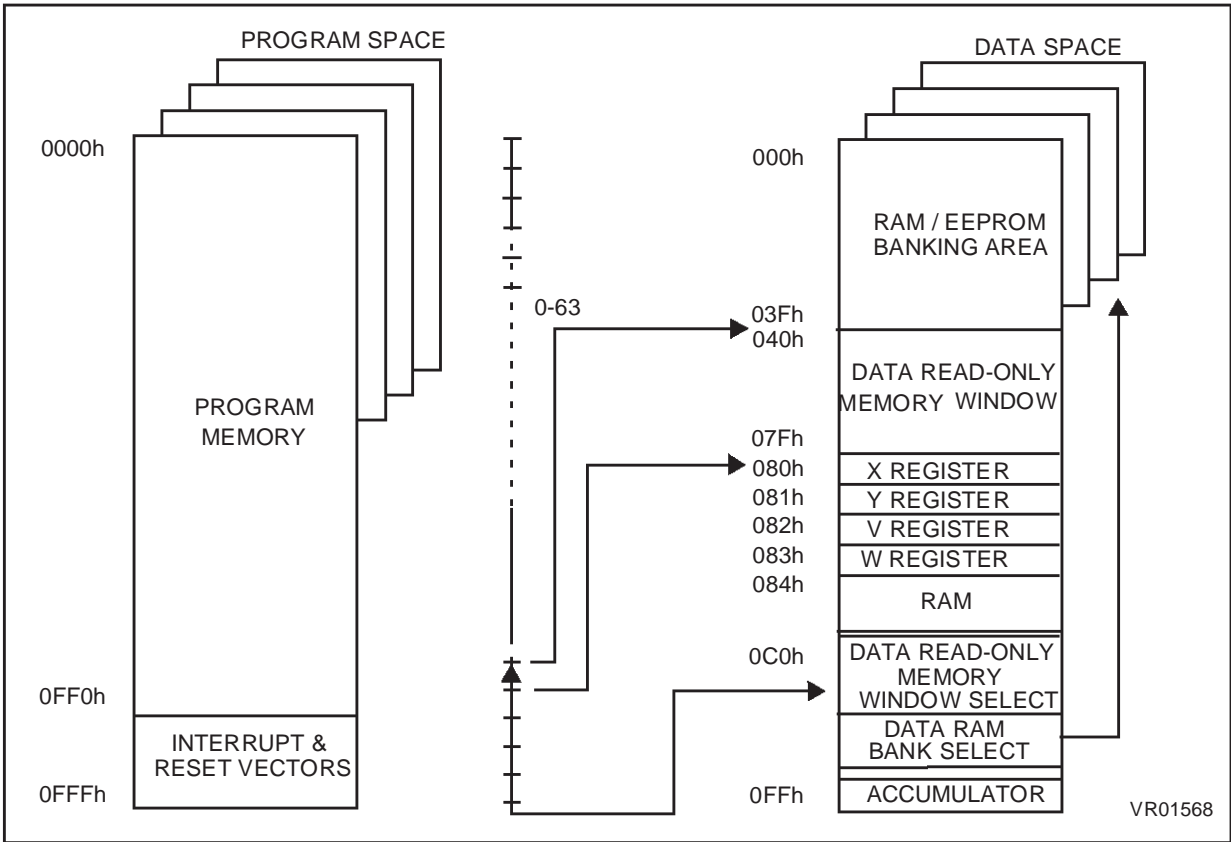 PROGRAM SPACE
0000h
PROGRAM
MEMORY
0FF0h
INTERRUPT &
RESET VECTORS
0FFFh
0-63
DATA SPACE
000h
RAM / EEPROM
BANKING AREA
03Fh
040h
DATA READ-ONLY
MEMORY WINDOW
07Fh
080h
X REGISTER
081h
Y REGISTER
082h
V REGISTER
083h
W REGISTER
084h
RAM
0C0h
DATA READ-ONLY
MEMORY
WINDOW SELECT
DATA RAM
BANK SELECT
0FFh
ACCUMULATOR
VR01568